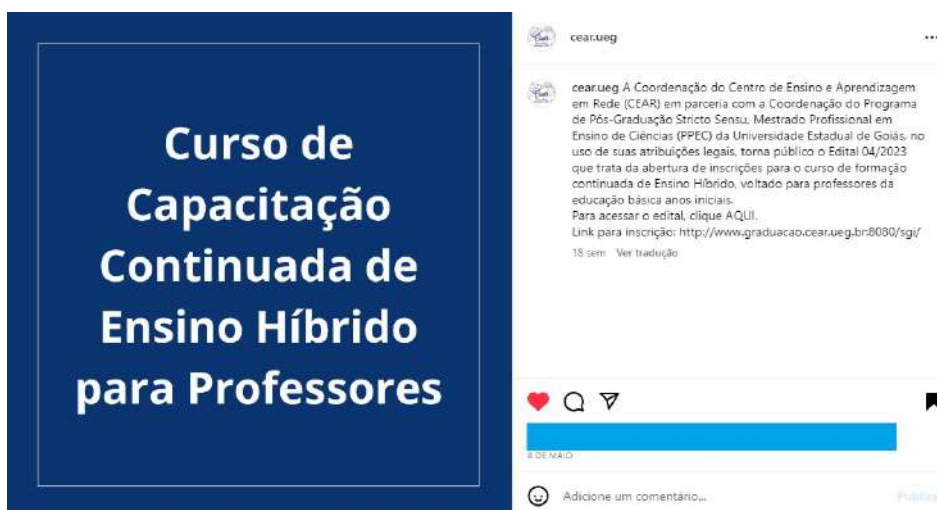 Curso de
Capacitação
Continuada de
Ensino Híbrido
para Professores
cear.ueg
cear.ueg A Coordenação do Centro de Ensino e Aprendizagem
em Rede (CEAR) em parceria com a Coordenação do Programa
de Pós-Graduação Stricto Sensu, Mestrado Profissional em
Ensino de Ciências (PPEC) da Universidade Estadual de Goiás, no
uso de suas atribuições legais, torna público o Edital 04/2023
que trata da abertura de inscrições para o curso de formação
continuada de Ensino Híbrido, voltado para professores da
educação básica anos iniciais.
Para acessar o edital, clique AQUI.
Link para inscrição: http://www.graduacao.cear.ueg.br:8080/sgi/
18 sem Ver tradução
8 DE MAIO
Adicione um comentário...